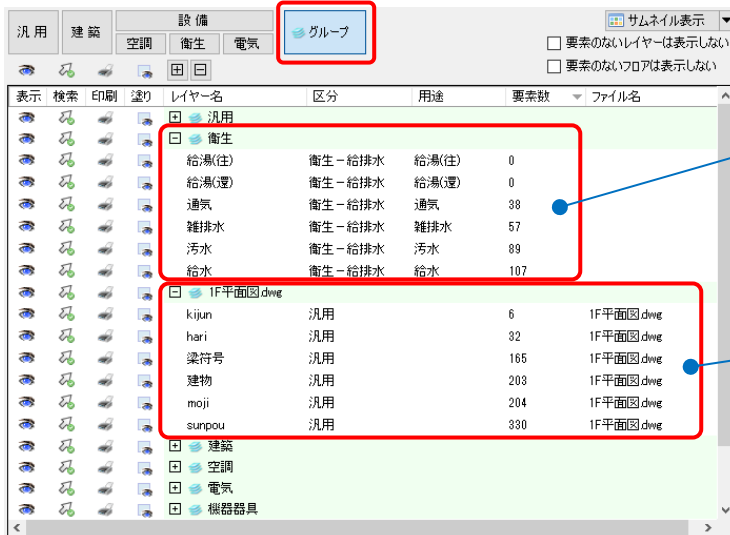 汎用 建築 設備 グループ サムネイル表示
空調 衛生 電気
要素のないレイヤーは表示しない
要素のないフロアは表示しない
表示 検索 印刷 塗り レイヤー名 区分 用途 要素数 ファイル名
汎用
衛生
給湯(往) 衛生－給排水 給湯(往) 0
給湯(還) 衛生－給排水 給湯(還) 0
通気 衛生－給排水 通気 38
雑排水 衛生－給排水 雑排水 57
汚水 衛生－給排水 汚水 89
給水 衛生－給排水 給水 107
1F平面図.dwg
kijun 汎用 6 1F平面図.dwg
hari 汎用 32 1F平面図.dwg
梁符号 汎用 165 1F平面図.dwg
建物 汎用 203 1F平面図.dwg
moji 汎用 204 1F平面図.dwg
sunpou 汎用 330 1F平面図.dwg
建築
空調
電気
機器器具